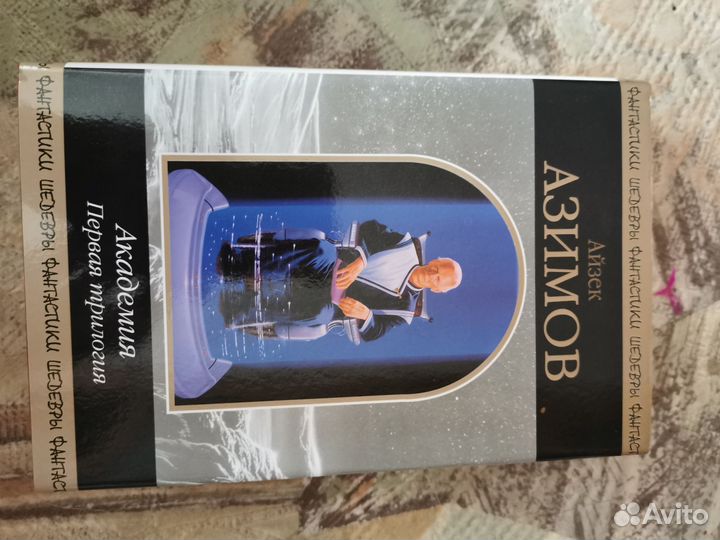 ФАНТАСТИКИ ШЕДЕВРЫ ФАНТАСТИКИ ШЕДЕВРЫ ФАНТАСТ
Айзек
АЗИМОВ
Академия
Первая трилогия
ФАНТАСТИКИ ШЕДЕВРЫ ФАНТАСТИКИ ШЕДЕВРЫ ФАНТАСТ
Avito